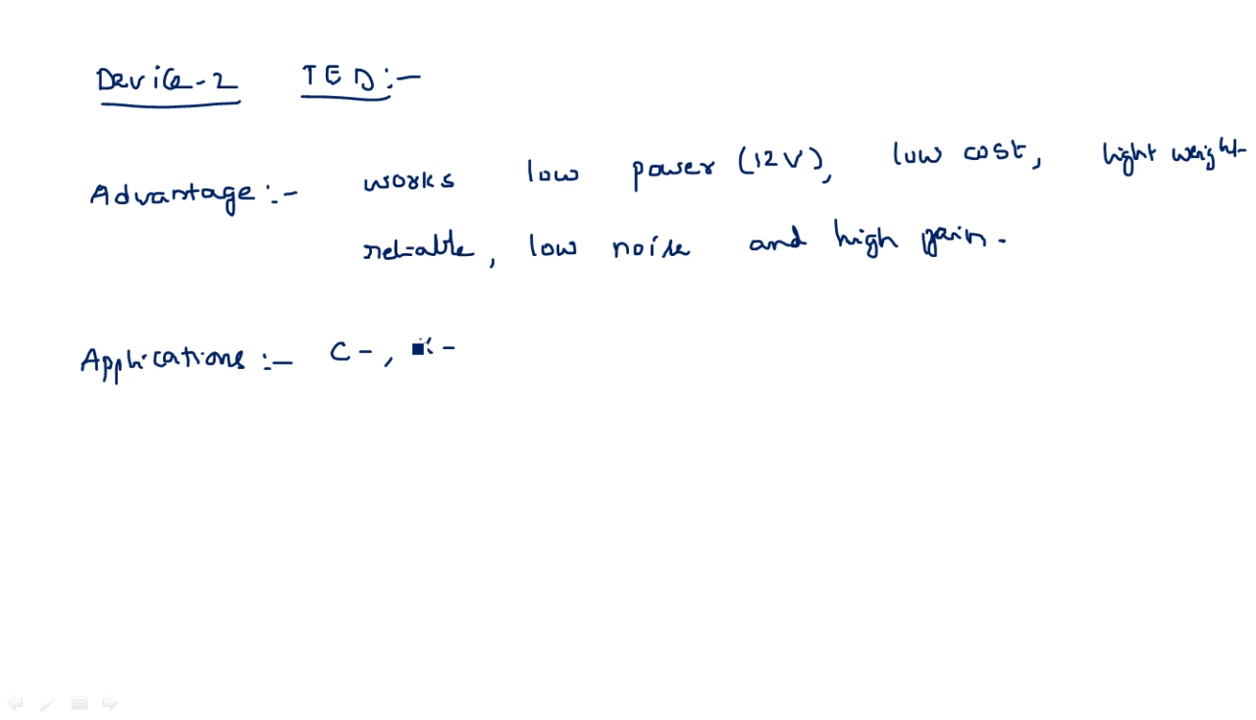 Device-2 TED:-
Advantage:- works low power (12V), low cost, light weight
reliable, low noise and high gain.
Applications:- C-,